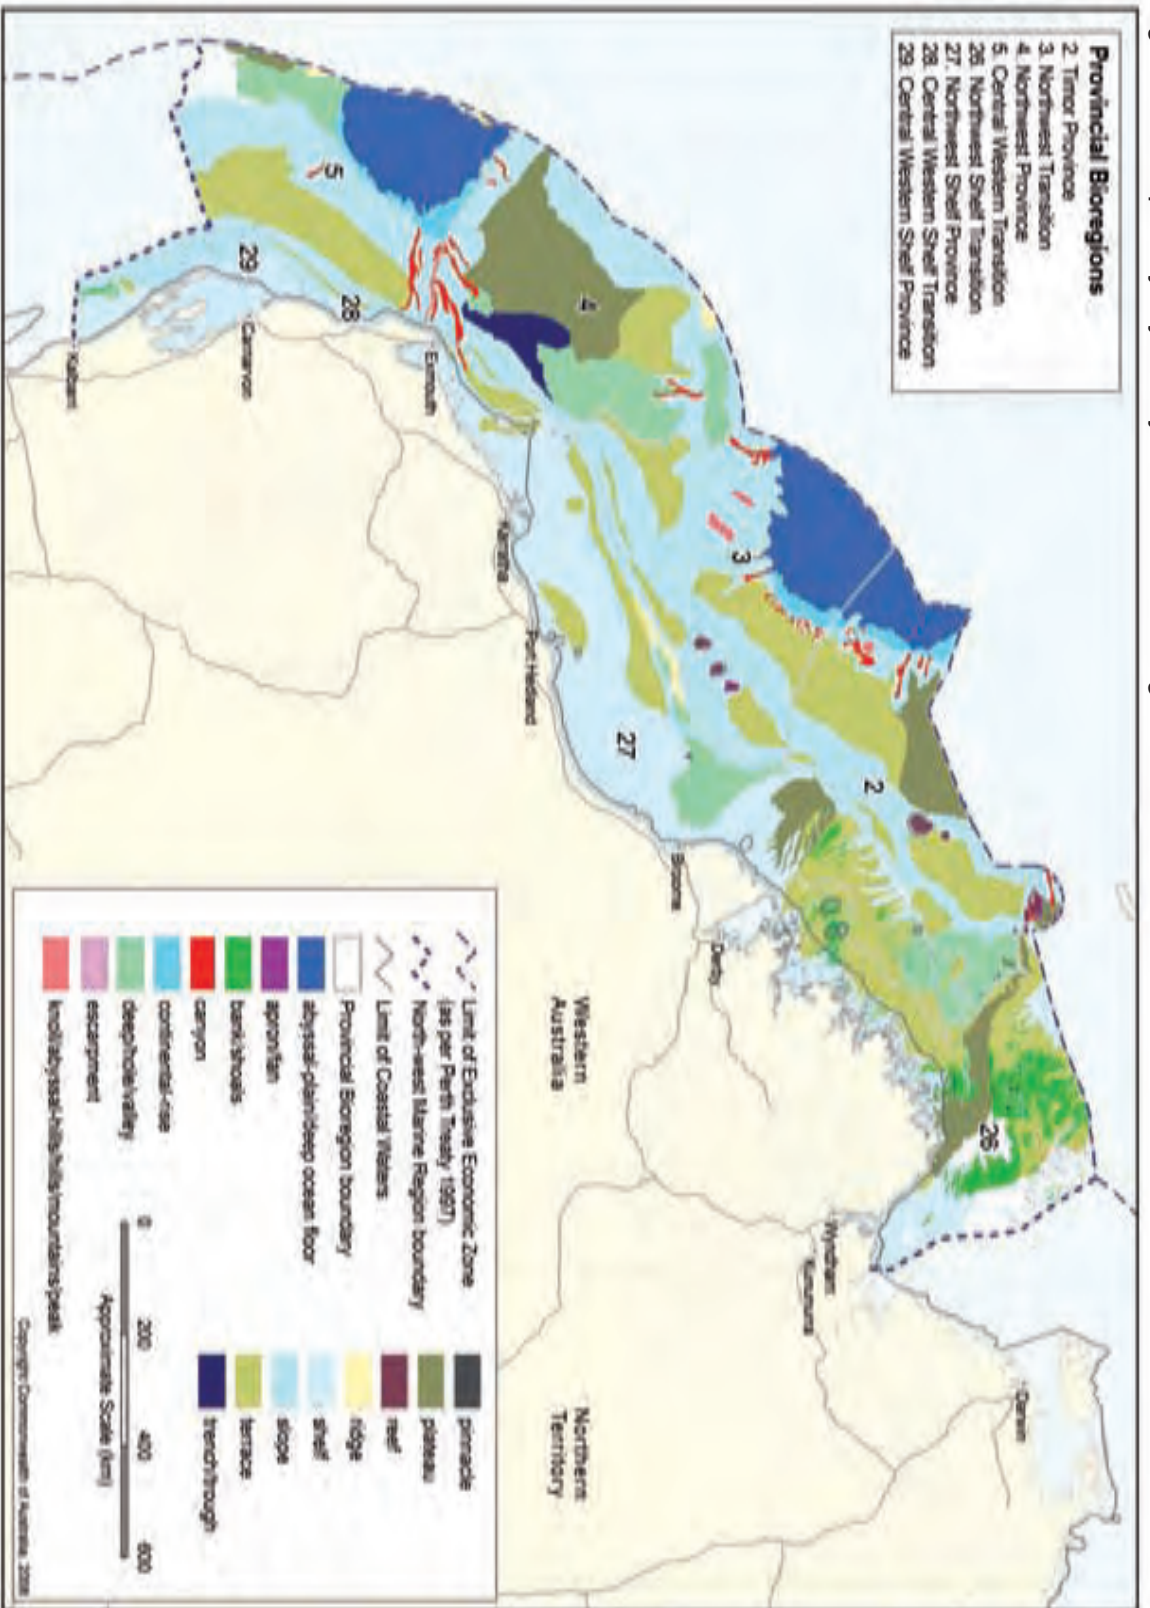 Provincial Bioregions
2. Timor Province
3. Northwest Transition
4. Northwest Province
5. Central Western Transition
26. Northwest Shelf Transition
27. Northwest Shelf Province
28. Central Western Shelf Transition
29. Central Western Shelf Province
5
4
3
2
26
27
28
29
Kalbarri
Carnarvon
Exmouth
Karratha
Port Hedland
Broome
Derby
Wyndham
Kununurra
Darwin
Western
Australia
Northern
Territory
Limit of Exclusive Economic Zone
(as per Perth Treaty 1997)
North-west Marine Region boundary
Limit of Coastal Waters
Provincial Bioregion boundary
abyssal-plain/deep ocean floor
apron/fan
bank/shoals
canyon
continental-rise
deep/hole/valley
escarpment
knoll/abyssal-hills/hills/mountains/peak
pinnacle
plateau
reef
ridge
shelf
slope
terrace
trench/trough
0 200 400 600
Approximate Scale (km)
Copyright Commonwealth of Australia, 2008